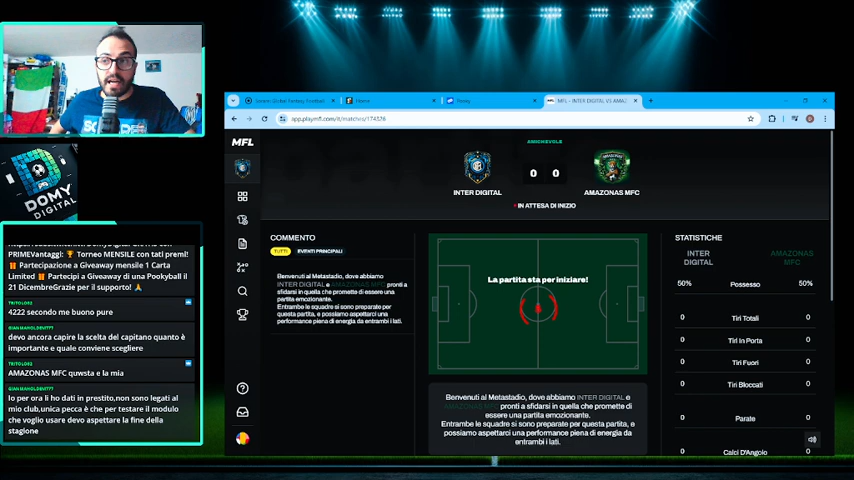 Home
MFL - INTER DIGITAL VS AMAZ
app.playmfl.com/it/matches/174576
MFL
AMICHEVOLE
0 0
INTER DIGITAL
AMAZONAS MFC
IN ATTESA DI INIZIO
COMMENTO
TUTTI
EVENTI PRINCIPALI
Benvenuti al Metastadio, dove abbiamo
INTER DIGITAL e AMAZONAS MFC pronti a
sfidarsi in quella che promette di essere una
partita emozionante.
Entrambe le squadre si sono preparate per
questa partita, e possiamo aspettarci una
performance piena di energia da entrambi i lati.
La partita sta per iniziare!
Benvenuti al Metastadio, dove abbiamo INTER DIGITAL e
AMAZONAS MFC pronti a sfidarsi in quella che promette di
essere una partita emozionante.
Entrambe le squadre si sono preparate per questa partita, e
possiamo aspettarci una performance piena di energia da
entrambi i lati.
STATISTICHE
INTER
DIGITAL
AMAZONAS
MFC
50% Possesso 50%
0 Tiri Totali 0
0 Tiri In Porta 0
0 Tiri Fuori 0
0 Tiri Bloccati 0
0 Parate 0
0 Calci D'Angolo 0
DOMY
DIGITAL
PRIMEVantaggi: 🏆 Torneo MENSILE con tati premi!
🎁 Partecipazione a Giveaway mensile 1 Carta
Limited 🎁 Partecipi a Giveaway di una Pookyball il
21 DicembreGrazie per il supporto! 🙏
4222 secondo me buono pure
GIANMAHOLDEMIT77
devo ancora capire la scelta del capitano quanto è
importante e quale conviene scegliere
AMAZONAS MFC quwsta e la mia
GIANMAHOLDEMIT77
Io per ora li ho dati in prestito,non sono legati al
mio club,unica pecca è che per testare il modulo
che voglio usare devo aspettare la fine della
stagione